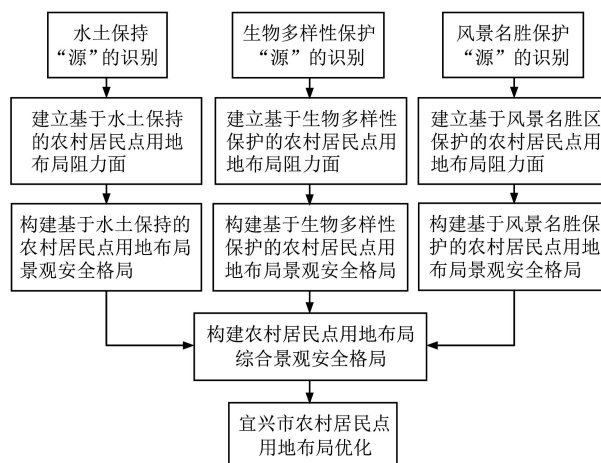 水土保持
“源”的识别
生物多样性保护
“源”的识别
风景名胜保护
“源”的识别
建立基于水土保持
的农村居民点用地
布局阻力面
建立基于生物多样性
保护的农村居民点用
地布局阻力面
建立基于风景名胜区
保护的农村居民点用
地布局阻力面
构建基于水土保持的
农村居民点用地布局
景观安全格局
构建基于生物多样性
保护的农村居民点用
地布局景观安全格局
构建基于风景名胜保
护的农村居民点用地
布局景观安全格局
构建农村居民点用地布局
综合景观安全格局
宜兴市农村居民点
用地布局优化